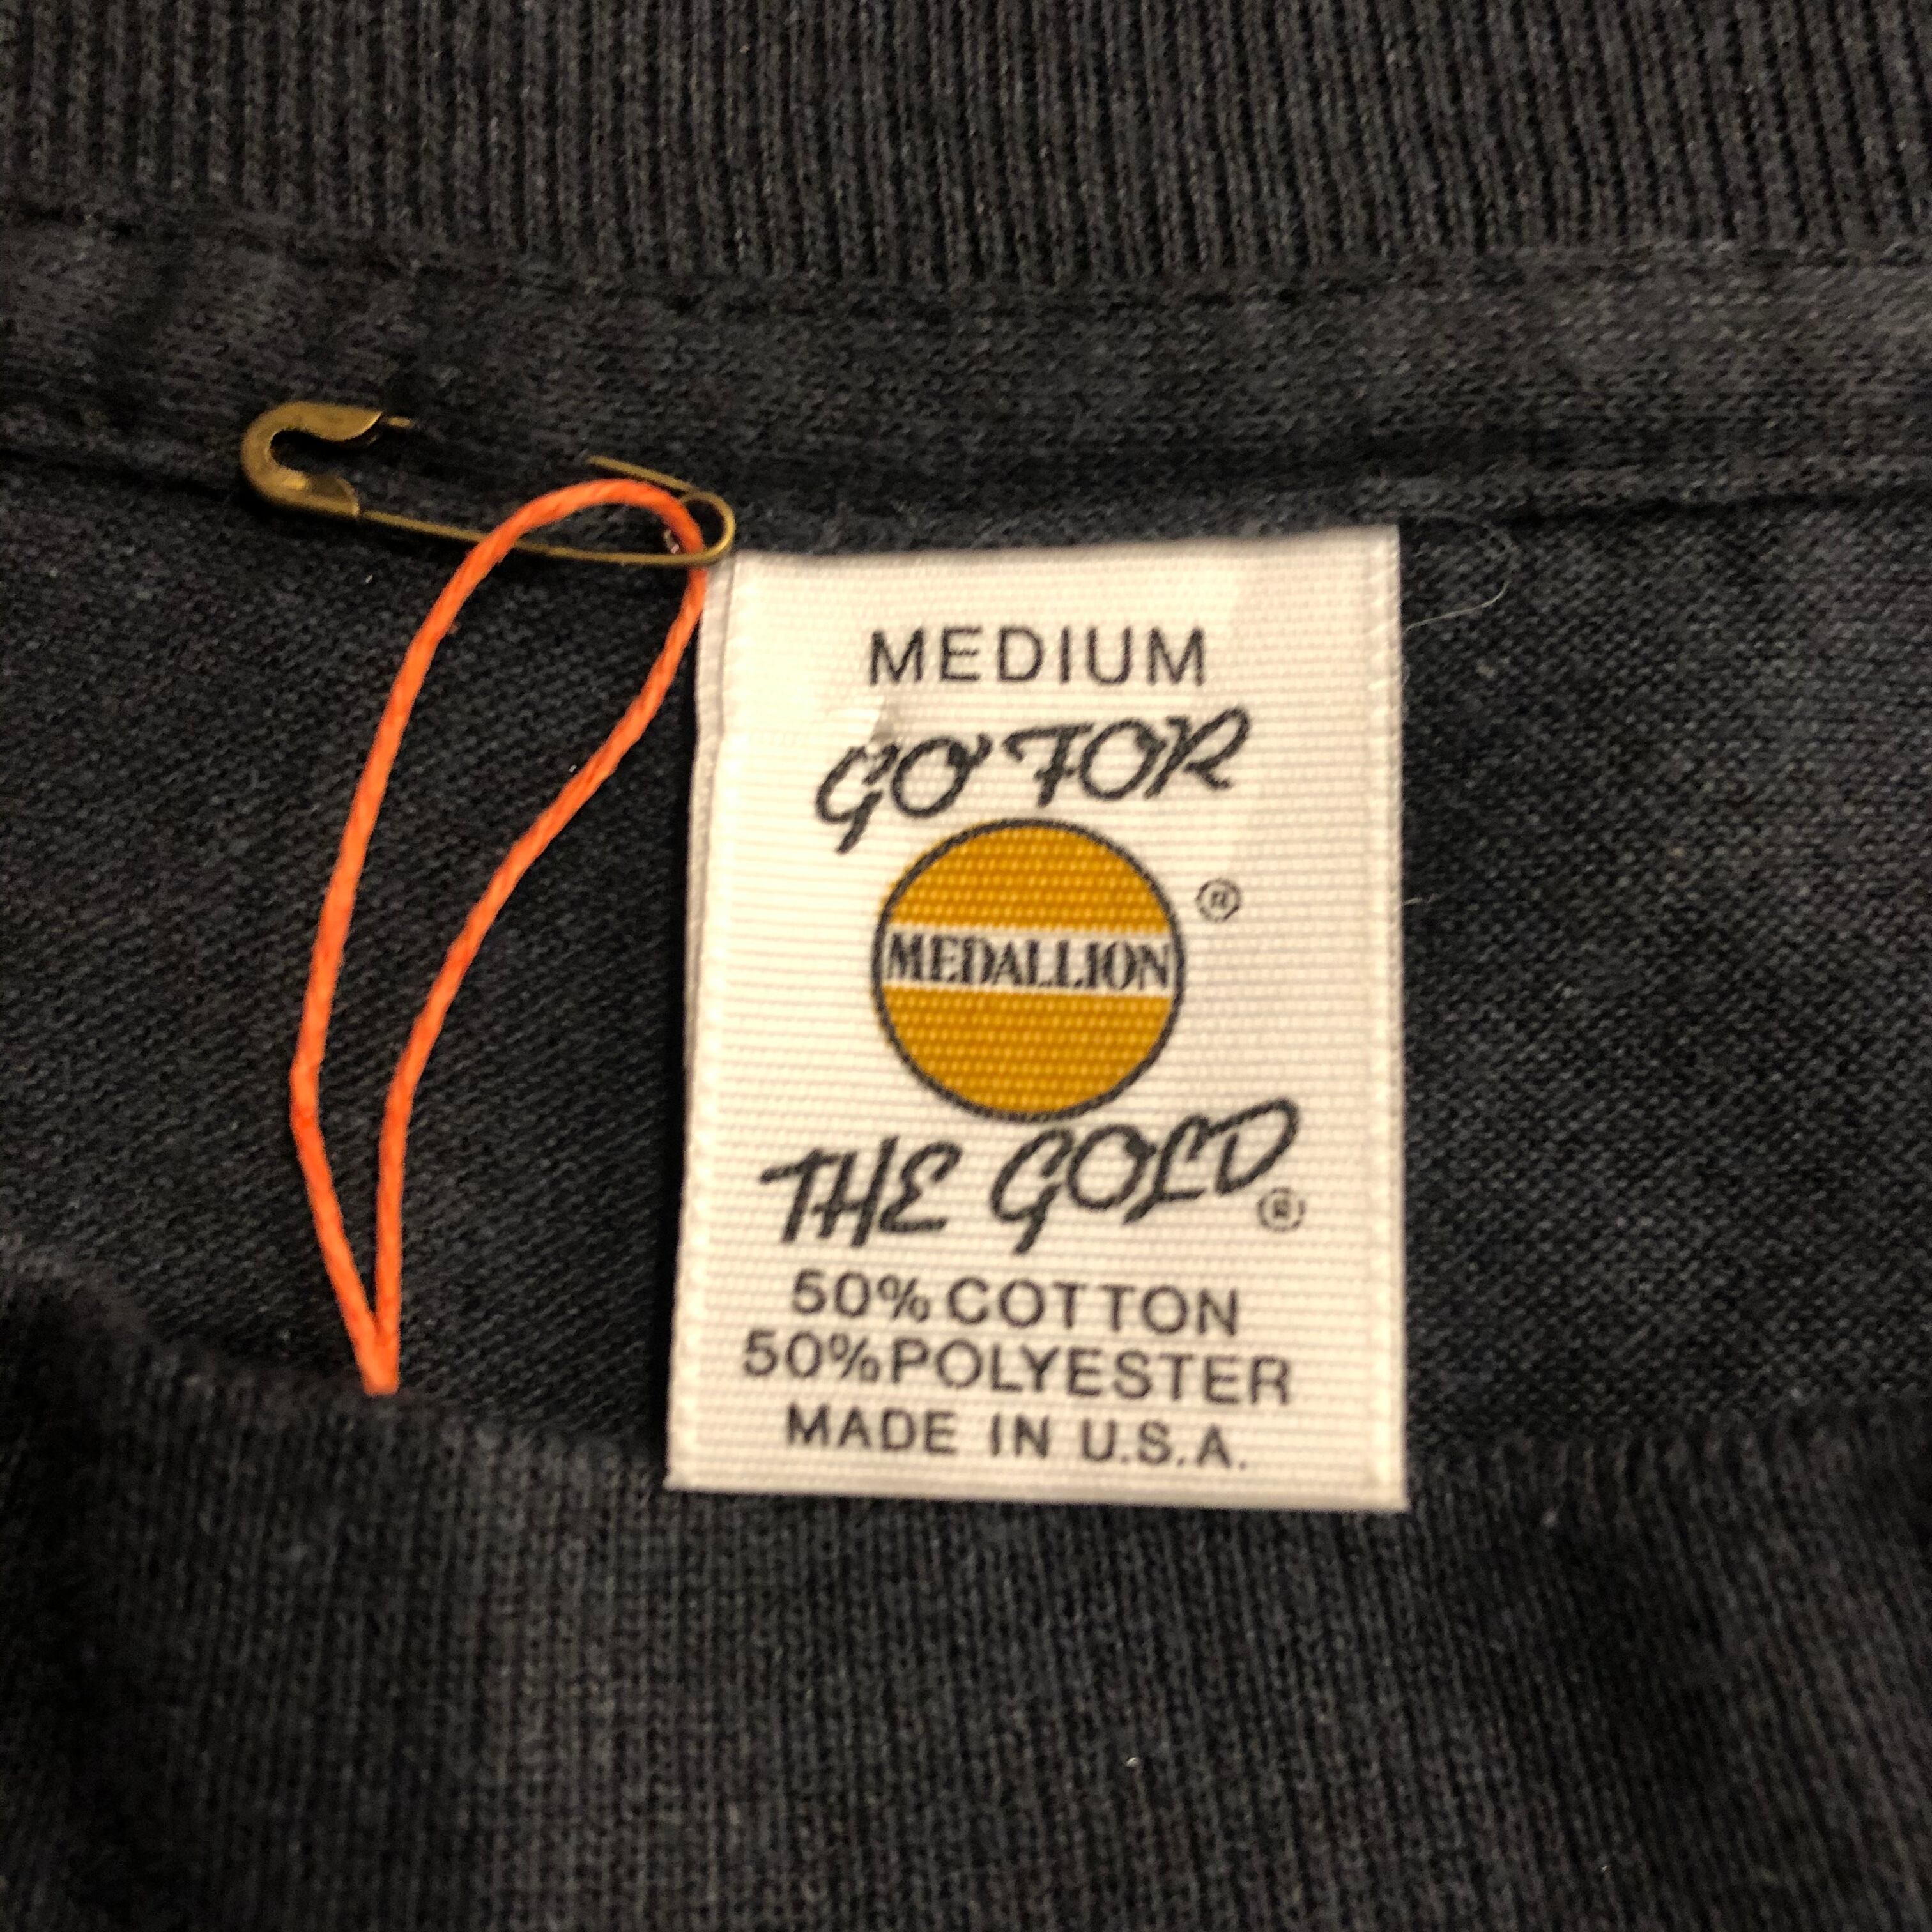 MEDIUM
GO FOR
MEDALLION ®
THE GOLD ®
50% COTTON
50% POLYESTER
MADE IN U.S.A.